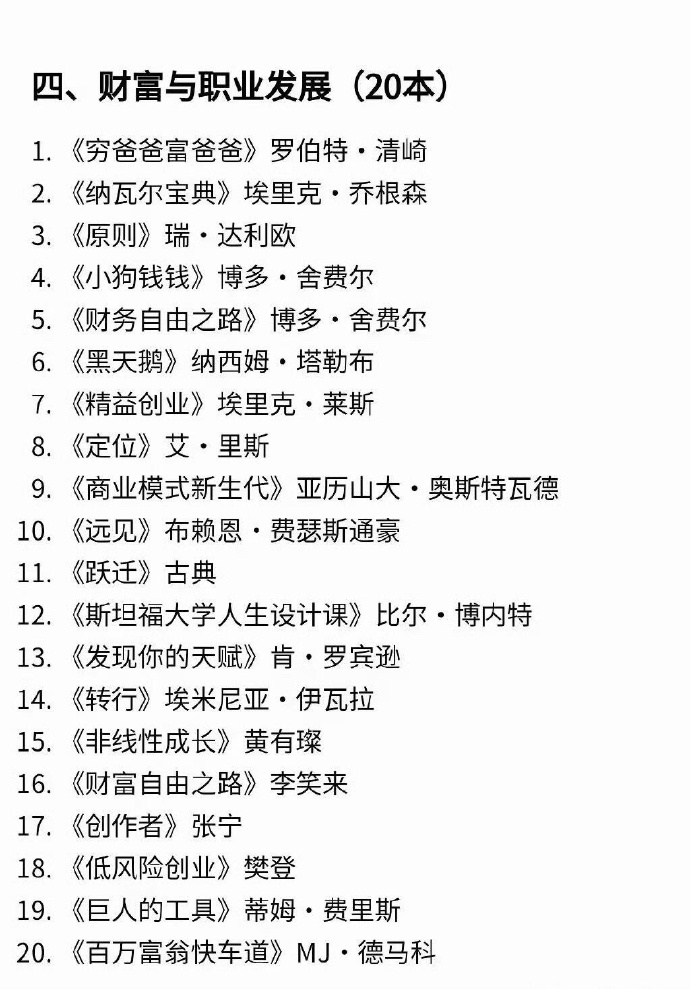 四、财富与职业发展（20本）
1. 《穷爸爸富爸爸》罗伯特・清崎
2. 《纳瓦尔宝典》埃里克・乔根森
3. 《原则》瑞・达利欧
4. 《小狗钱钱》博多・舍费尔
5. 《财务自由之路》博多・舍费尔
6. 《黑天鹅》纳西姆・塔勒布
7. 《精益创业》埃里克・莱斯
8. 《定位》艾・里斯
9. 《商业模式新生代》亚历山大・奥斯特瓦德
10. 《远见》布赖恩・费瑟斯通豪
11. 《跃迁》古典
12. 《斯坦福大学人生设计课》比尔・博内特
13. 《发现你的天赋》肯・罗宾逊
14. 《转行》埃米尼亚・伊瓦拉
15. 《非线性成长》黄有璨
16. 《财富自由之路》李笑来
17. 《创作者》张宁
18. 《低风险创业》樊登
19. 《巨人的工具》蒂姆・费里斯
20. 《百万富翁快车道》MJ・德马科